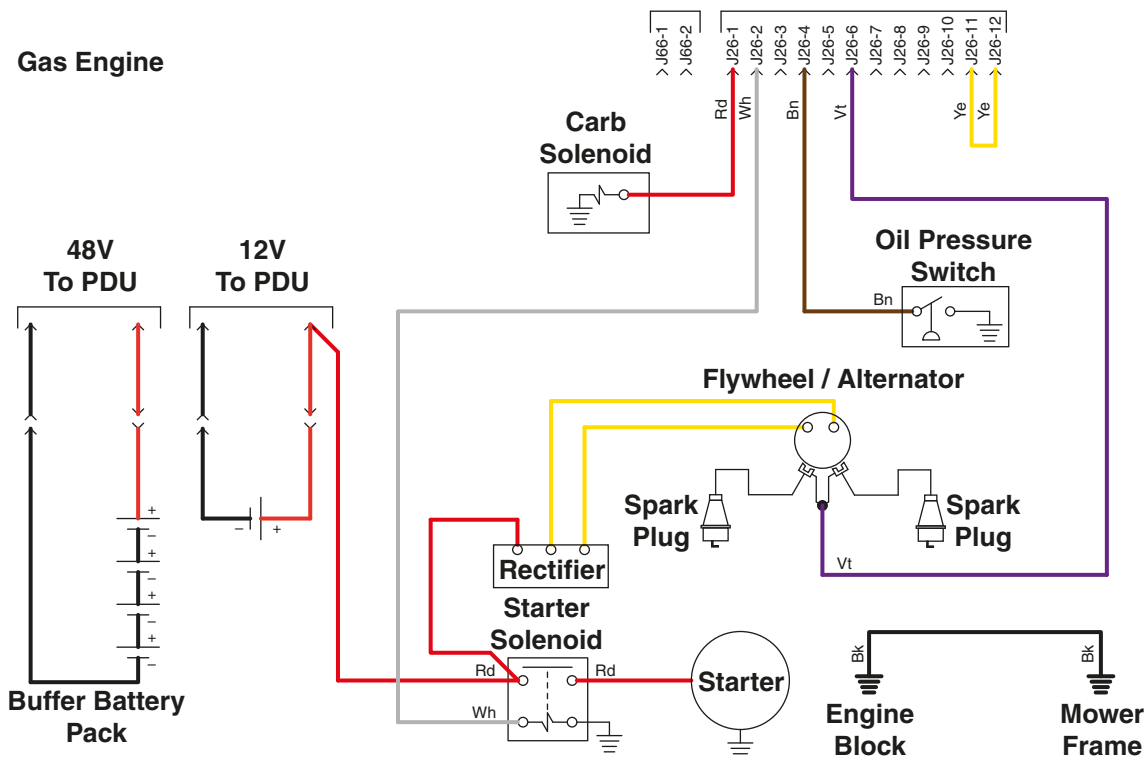 Gas Engine
J66-1
J66-2
J26-1
J26-2
J26-3
J26-4
J26-5
J26-6
J26-7
J26-8
J26-9
J26-10
J26-11
J26-12
Rd
Wh
Bn
Vt
Ye
Ye
Carb
Solenoid
48V
To PDU
12V
To PDU
Oil Pressure
Switch
Bn
Flywheel / Alternator
Spark
Plug
Spark
Plug
Vt
+
–
+
–
+
–
+
–
–
+
Rectifier
Starter
Solenoid
Rd
Rd
Wh
Starter
Bk
Bk
Buffer Battery
Pack
Engine
Block
Mower
Frame